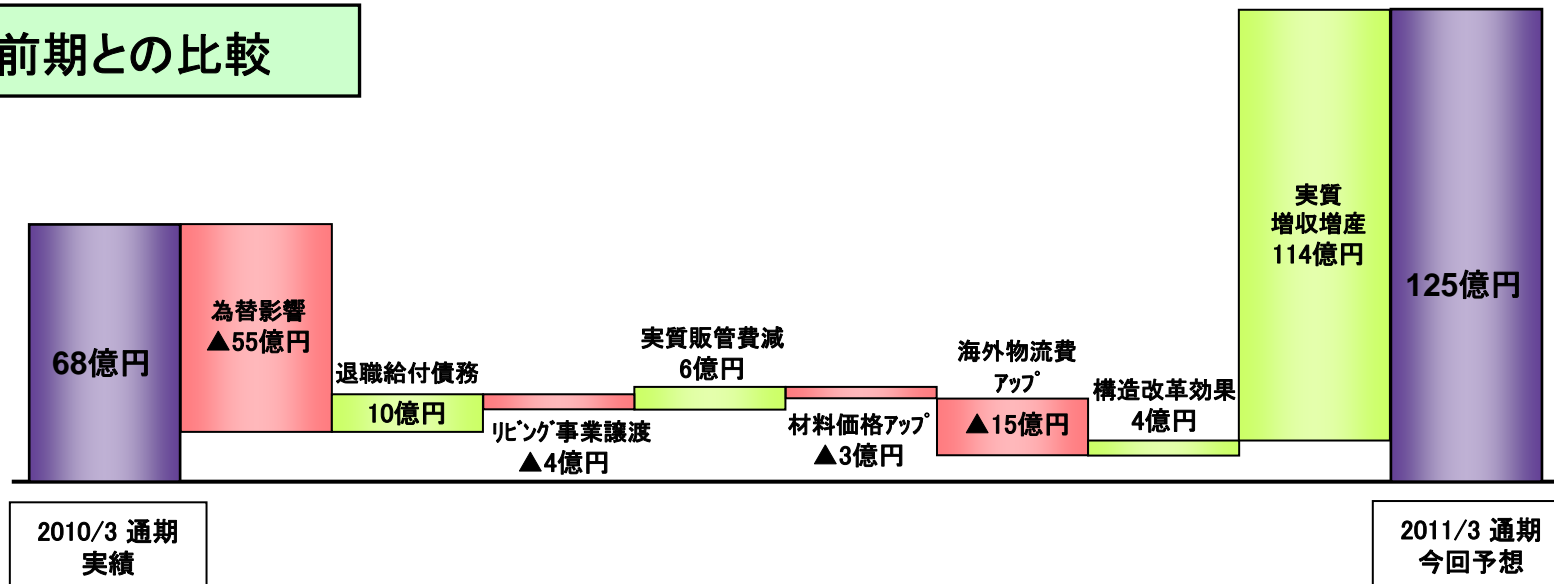 前期との比較
68億円
為替影響
▲55億円
退職給付債務
10億円
ﾘﾋﾞﾝｸﾞ事業譲渡
▲4億円
実質販管費減
6億円
材料価格ｱｯﾌﾟ
▲3億円
海外物流費
ｱｯﾌﾟ
▲15億円
構造改革効果
4億円
実質
増収増産
114億円
125億円
2010/3 通期
実績
2011/3 通期
今回予想